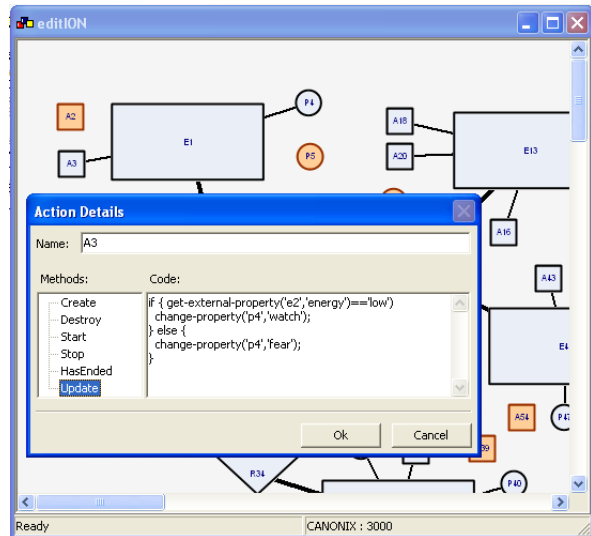 editION
P4
A2
A18
E1
E13
A3
P5
A20
Action Details
Name: A3
A16
Methods: Code:
A43
Create
Destroy
Start
Stop
HasEnded
Update
if { get-external-property('e2','energy')=='low')
change-property('p4','watch');
} else {
change-property('p4','fear');
}
A54
P47
Ok Cancel
R34
P40
Ready CANONIX : 3000